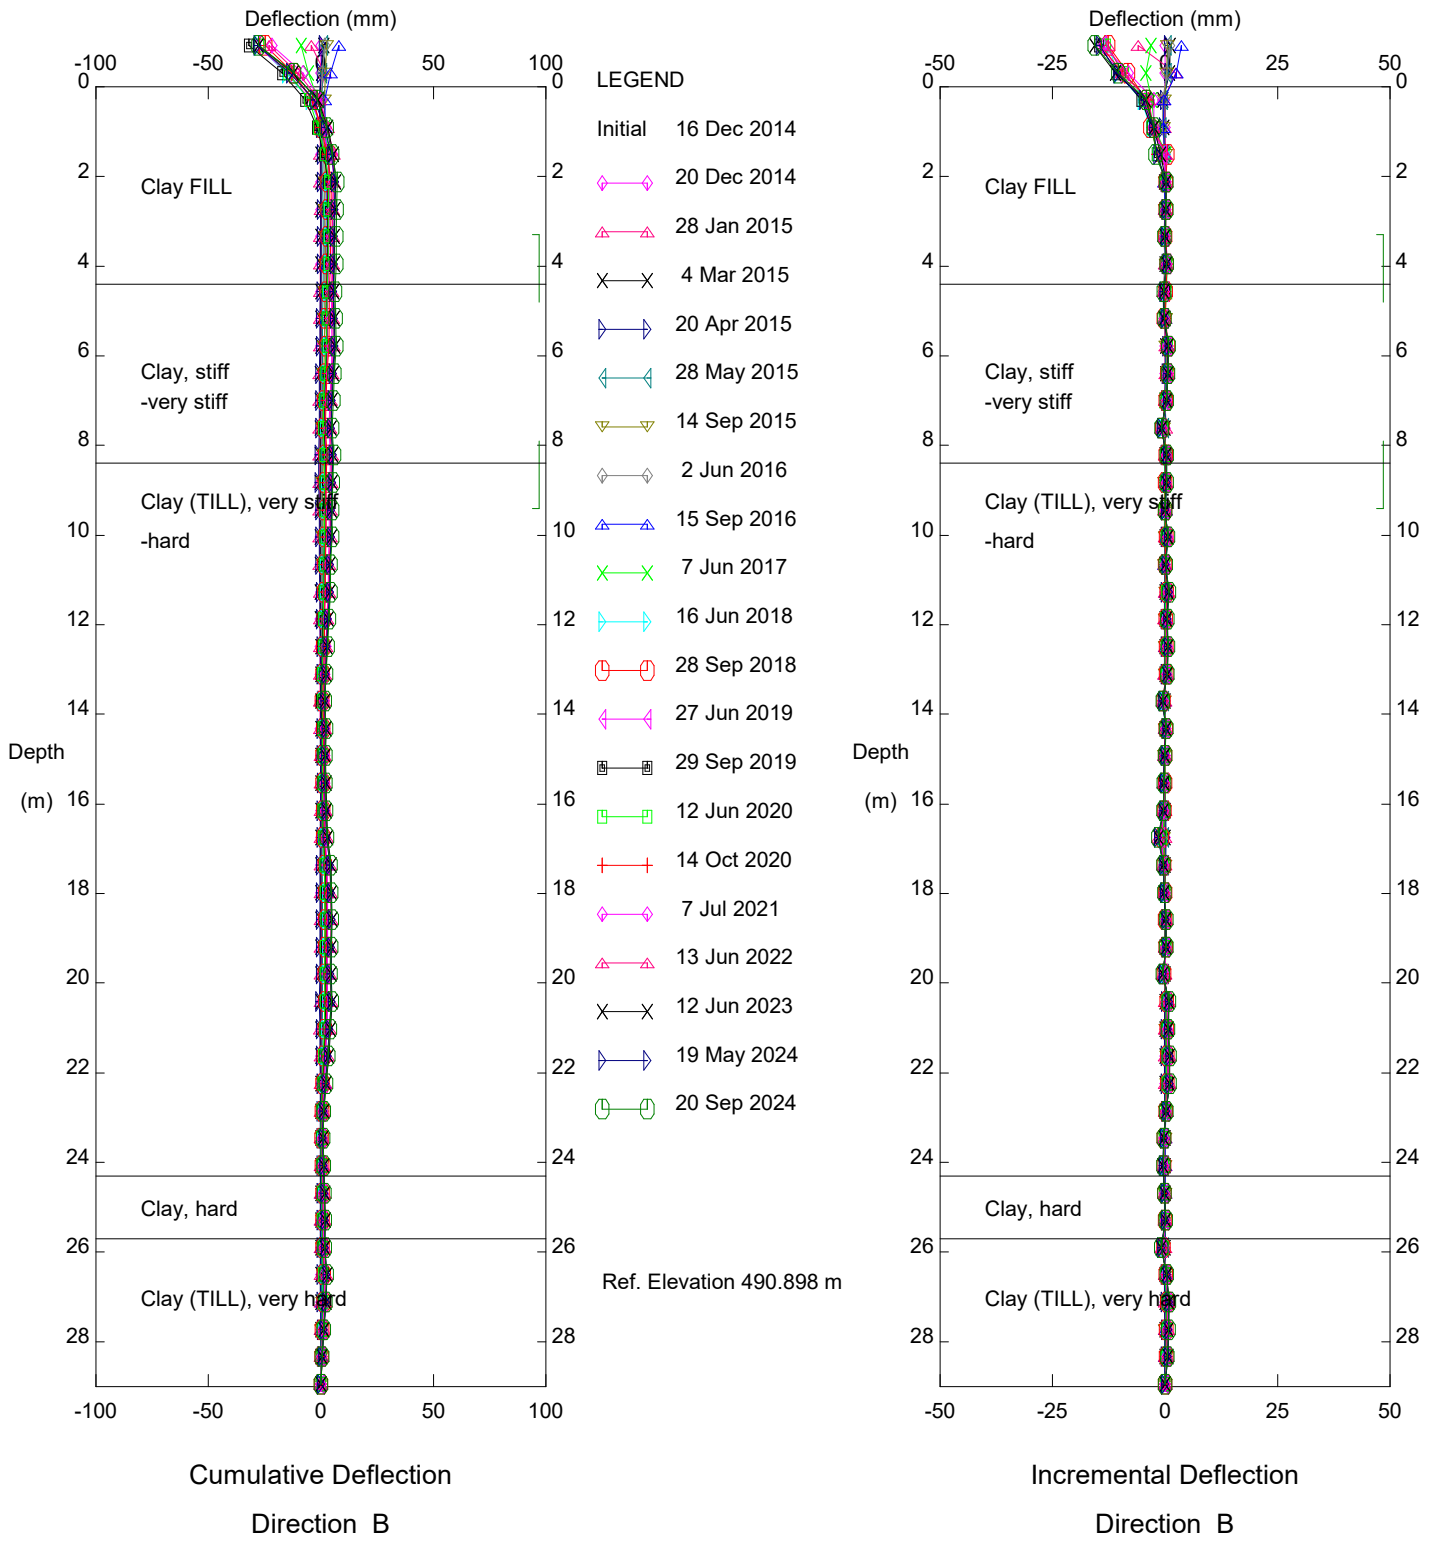 Deflection (mm)
-100 -50 0 50 100
0 0
2 2
4 4
6 6
8 8
10 10
12 12
14 14
16 16
18 18
20 20
22 22
24 24
26 26
28 28
-100 -50 0 50 100
Depth
(m)
Clay FILL
Clay, stiff
-very stiff
Clay (TILL), very stiff
-hard
Clay, hard
Clay (TILL), very hard
Cumulative Deflection
Direction B
LEGEND
Initial 16 Dec 2014
20 Dec 2014
28 Jan 2015
4 Mar 2015
20 Apr 2015
28 May 2015
14 Sep 2015
2 Jun 2016
15 Sep 2016
7 Jun 2017
16 Jun 2018
28 Sep 2018
27 Jun 2019
29 Sep 2019
12 Jun 2020
14 Oct 2020
7 Jul 2021
13 Jun 2022
12 Jun 2023
19 May 2024
20 Sep 2024
Ref. Elevation 490.898 m
Deflection (mm)
-50 -25 0 25 50
0 0
2 2
4 4
6 6
8 8
10 10
12 12
14 14
16 16
18 18
20 20
22 22
24 24
26 26
28 28
-50 -25 0 25 50
Depth
(m)
Clay FILL
Clay, stiff
-very stiff
Clay (TILL), very stiff
-hard
Clay, hard
Clay (TILL), very hard
Incremental Deflection
Direction B